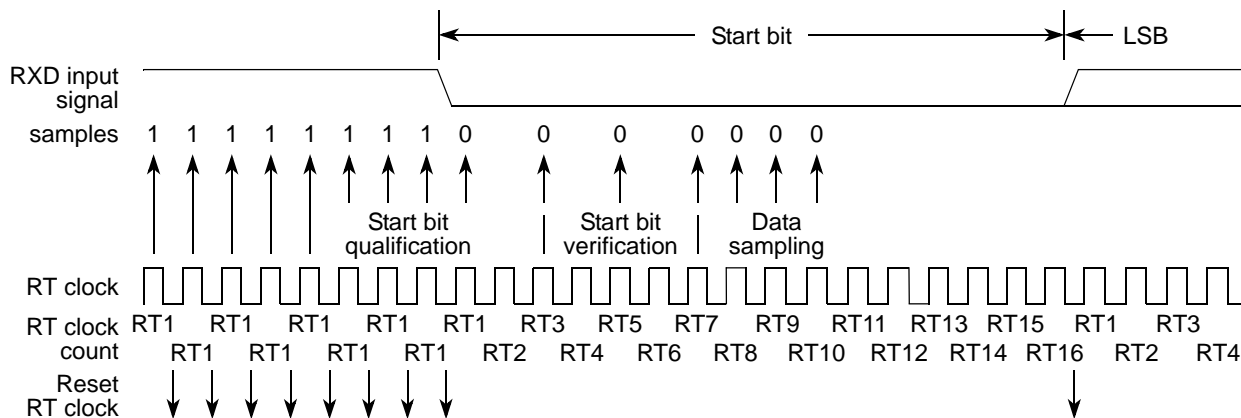 Start bit LSB
RXD input
signal
samples 1 1 1 1 1 1 1 1 0 0 0 0 0 0 0
Start bit Start bit Data
qualification verification sampling
RT clock
RT clock RT1 RT1 RT1 RT1 RT1 RT3 RT5 RT7 RT9 RT11 RT13 RT15 RT1 RT3
count RT1 RT1 RT1 RT1 RT2 RT4 RT6 RT8 RT10 RT12 RT14 RT16 RT2 RT4
Reset
RT clock